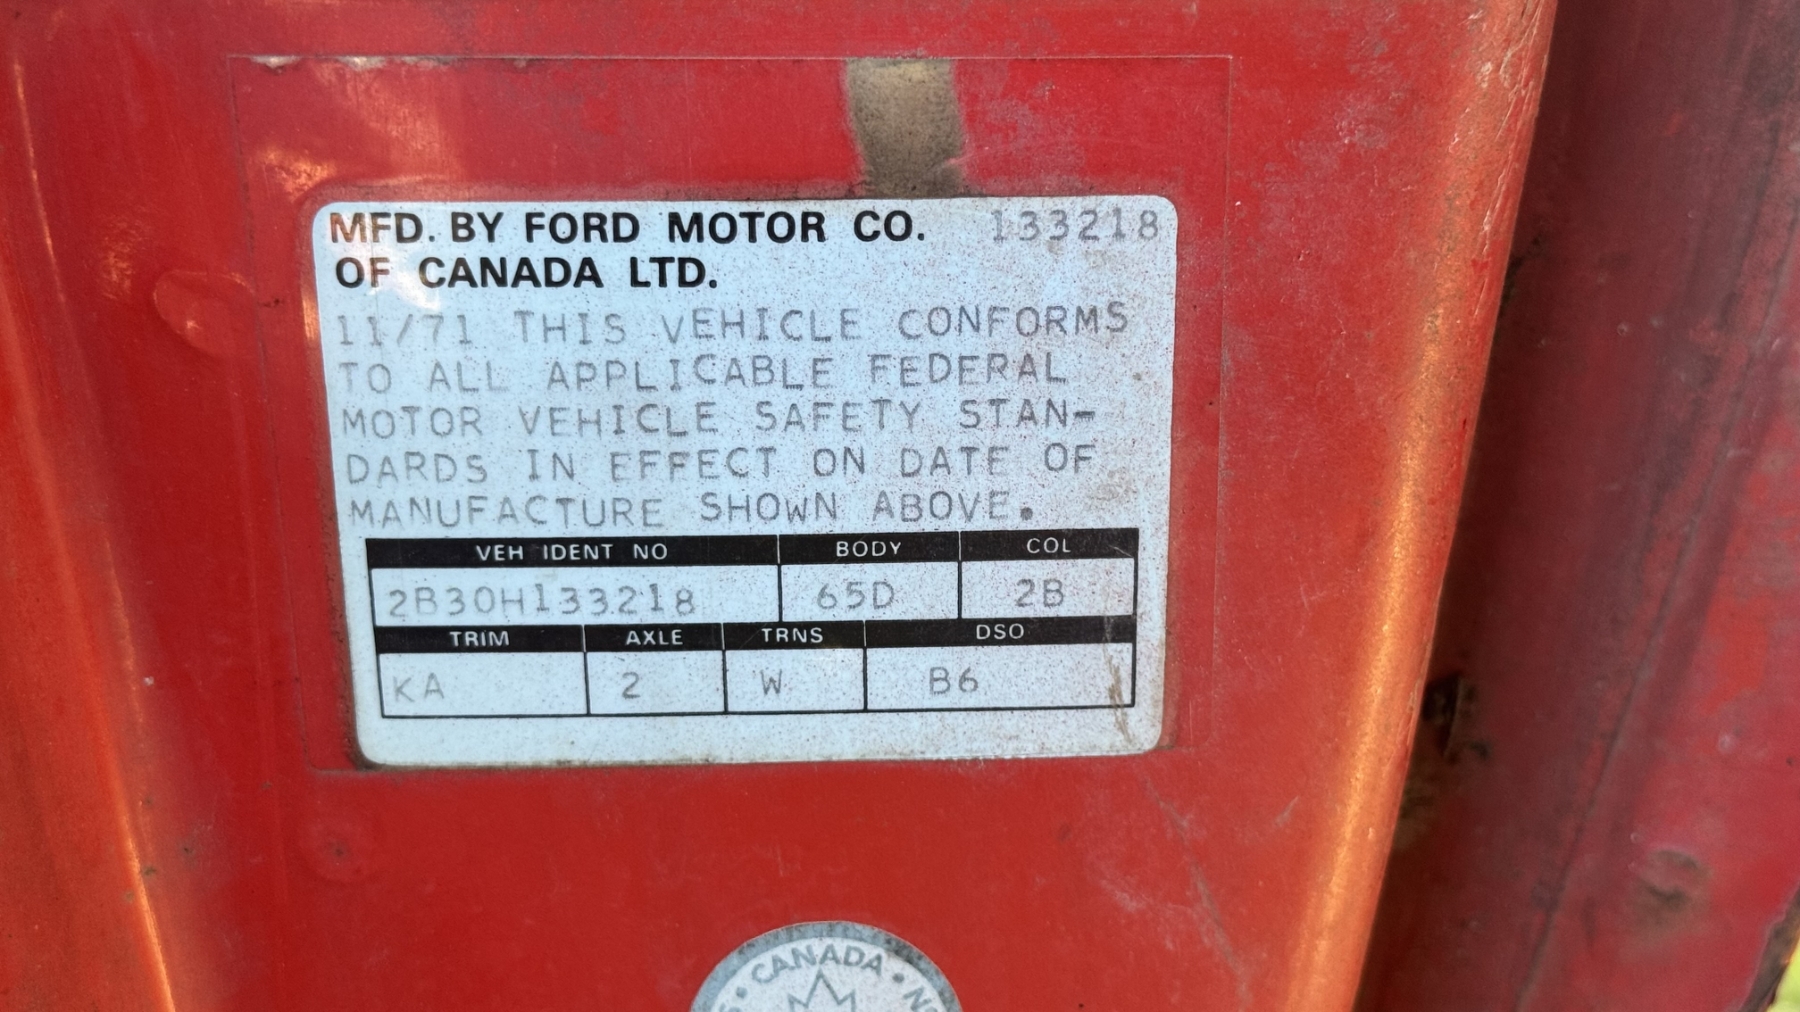 MFD. BY FORD MOTOR CO. 133218
OF CANADA LTD.
11/71 THIS VEHICLE CONFORMS
TO ALL APPLICABLE FEDERAL
MOTOR VEHICLE SAFETY STAN-
DARDS IN EFFECT ON DATE OF
MANUFACTURE SHOWN ABOVE.
VEH IDENT NO BODY COL
2B30H133218 65D 2B
TRIM AXLE TRNS DSO
KA 2 W B6
• CANADA •